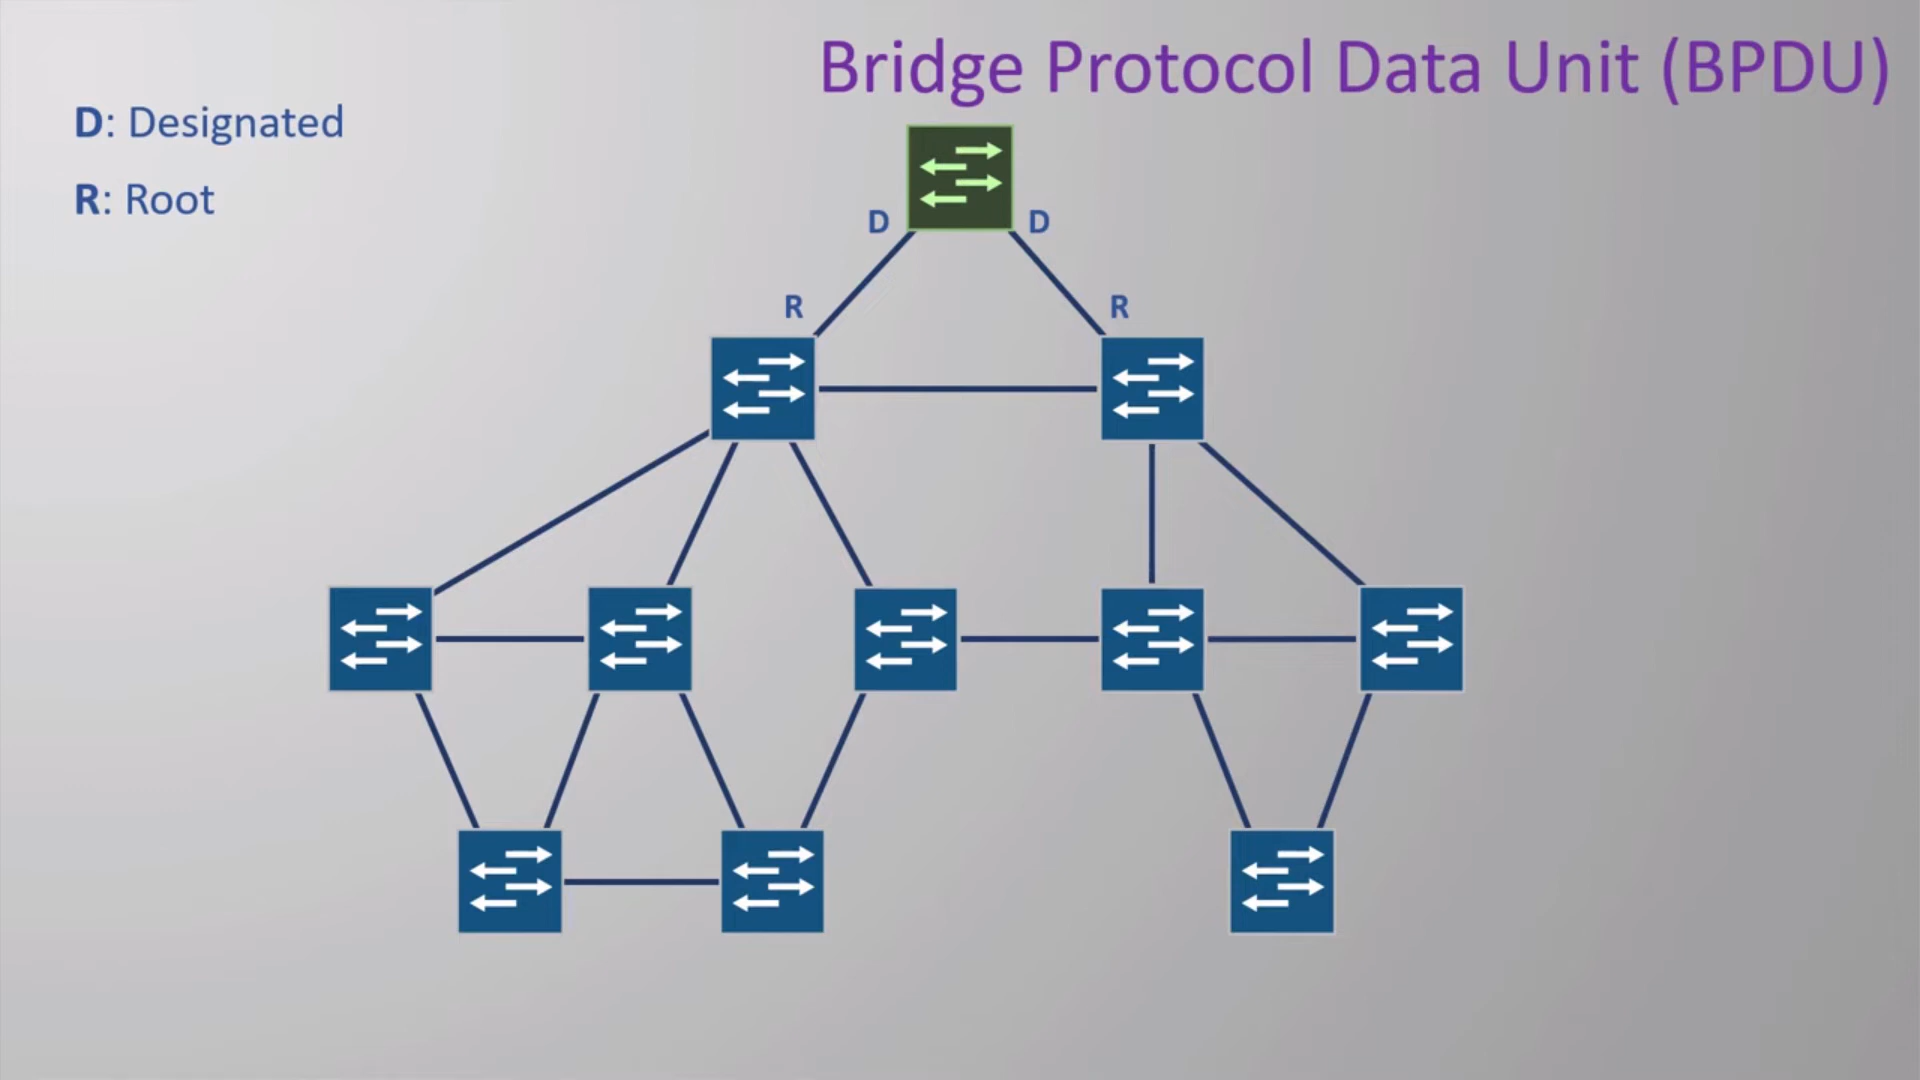 Bridge Protocol Data Unit (BPDU)
D: Designated
R: Root
D
D
R
R